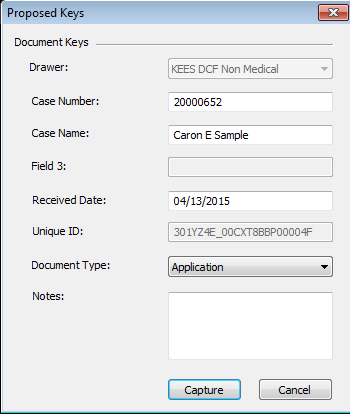 Proposed Keys
Document Keys
Drawer: KEES DCF Non Medical
Case Number: 20000652
Case Name: Caron E Sample
Field 3:
Received Date: 04/13/2015
Unique ID: 301YZ4E_00CXT8BBP00004F
Document Type: Application
Notes:
Capture Cancel